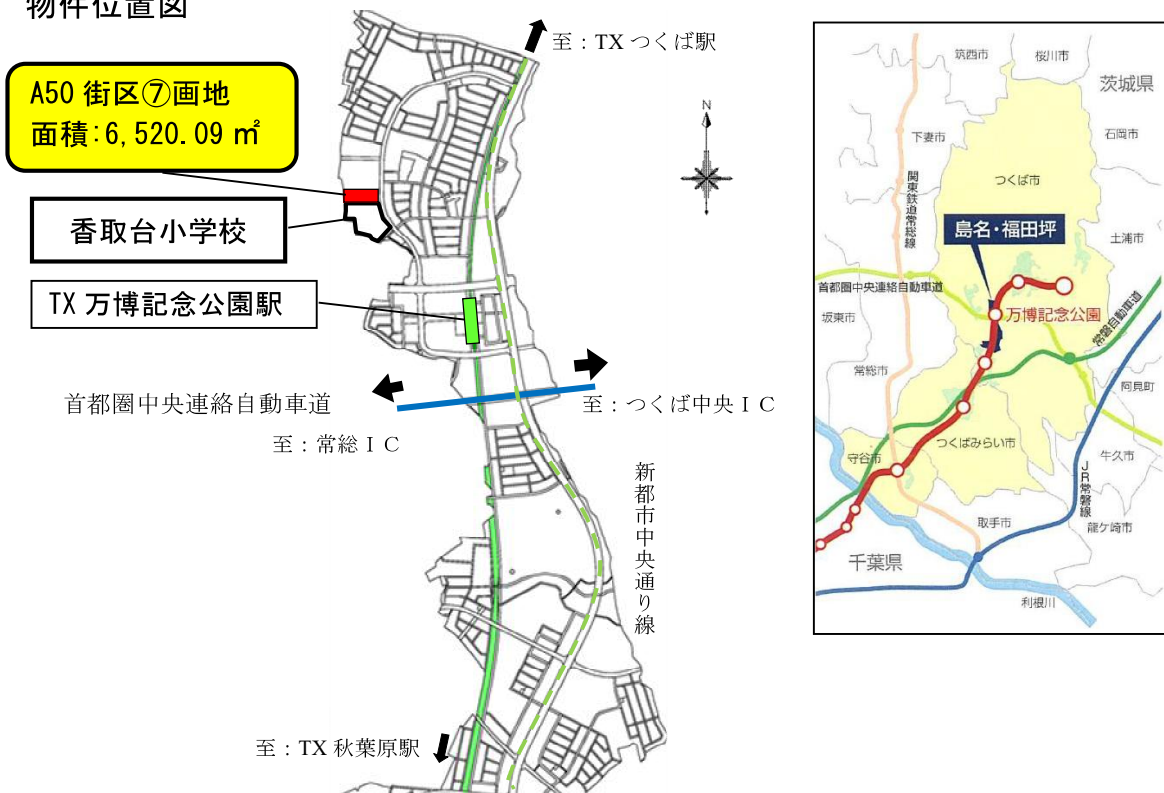 物件位置図
至：TXつくば駅
A50 街区⑦画地
面積：6,520.09 ㎡
N
香取台小学校
TX 万博記念公園駅
首都圏中央連絡自動車道
至：つくば中央ＩＣ
至：常総ＩＣ
新都市中央通り線
至：TX 秋葉原駅
筑西市
桜川市
茨城県
下妻市
石岡市
関東鉄道常総線
つくば市
島名・福田坪
土浦市
首都圏中央連絡自動車道
坂東市
万博記念公園
常磐自動車道
常総市
阿見町
つくばみらい市
守谷市
牛久市
JR常磐線
取手市
龍ケ崎市
千葉県
利根川